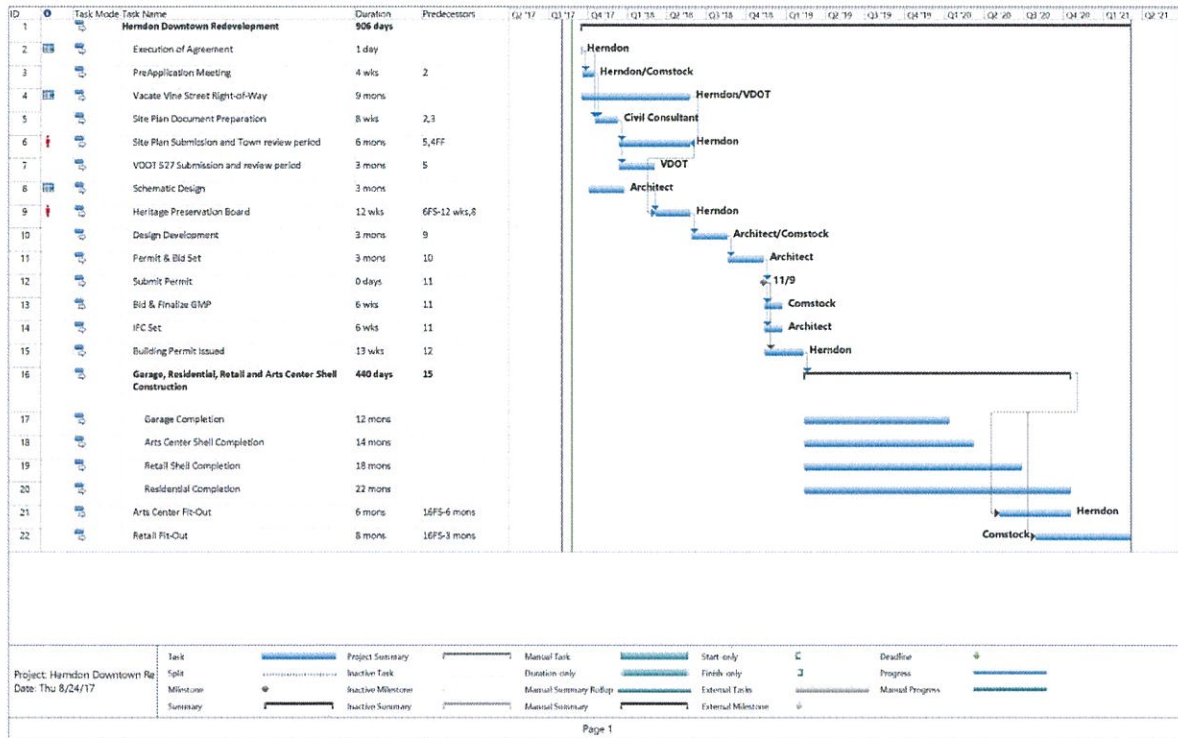 ID Task Mode Task Name Duration Predecessors Q2 '17 Q3 '17 Q4 '17 Q1 '18 Q2 '18 Q3 '18 Q4 '18 Q1 '19 Q2 '19 Q3 '19 Q4 '19 Q1 '20 Q2 '20 Q3 '20 Q4 '20 Q1 '21 Q2 '21
1 Herndon Downtown Redevelopment 906 days
2 Execution of Agreement 1 day Herndon
3 PreApplication Meeting 4 wks 2 Herndon/Comstock
4 Vacate Vine Street Right-of-Way 9 mons Herndon/VDOT
5 Site Plan Document Preparation 8 wks 2,3 Civil Consultant
6 Site Plan Submission and Town review period 6 mons 5,4FF Herndon
7 VDOT 527 Submission and review period 3 mons 5 VDOT
8 Schematic Design 3 mons Architect
9 Heritage Preservation Board 12 wks 6FS-12 wks,8 Herndon
10 Design Development 3 mons 9 Architect/Comstock
11 Permit & Bid Set 3 mons 10 Architect
12 Submit Permit 0 days 11 11/9
13 Bid & Finalize GMP 6 wks 11 Comstock
14 IFC Set 6 wks 11 Architect
15 Building Permit Issued 13 wks 12 Herndon
16 Garage, Residential, Retail and Arts Center Shell 440 days 15
Construction
17 Garage Completion 12 mons
18 Arts Center Shell Completion 14 mons
19 Retail Shell Completion 18 mons
20 Residential Completion 22 mons
21 Arts Center Fit-Out 6 mons 16FS-6 mons Herndon
22 Retail Fit-Out 8 mons 16FS-3 mons Comstock
Project: Herndon Downtown Re
Date: Thu 8/24/17
Task Project Summary Manual Task Start-only Deadline
Split Inactive Task Duration-only Finish-only Progress
Milestone Inactive Milestone Manual Summary Rollup External Tasks Manual Progress
Summary Inactive Summary Manual Summary External Milestone
Page 1